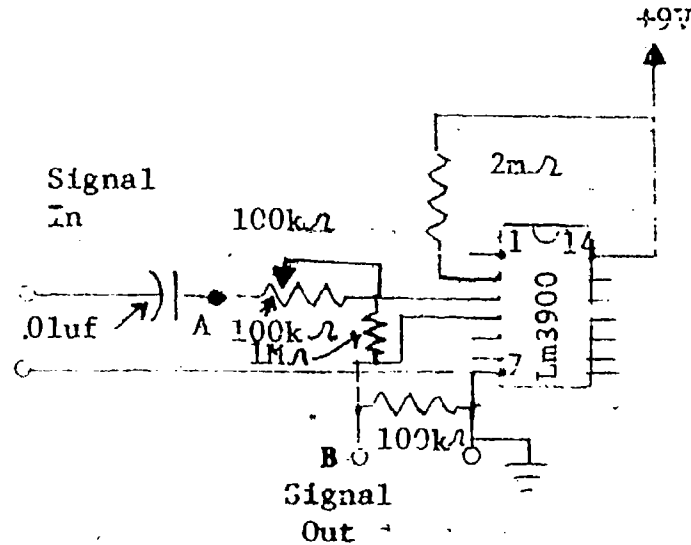 +9V
2mΩ
Signal
In
100kΩ
1 14
.01uf
A
100kΩ
1MΩ
Lm3900
7
100kΩ
B
Signal
Out